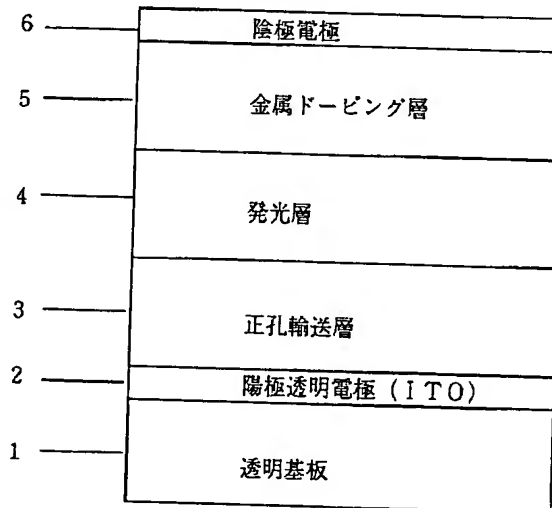 6 陰極電極
5 金属ドーピング層
4 発光層
3 正孔輸送層
2 陽極透明電極 (ITO)
1 透明基板